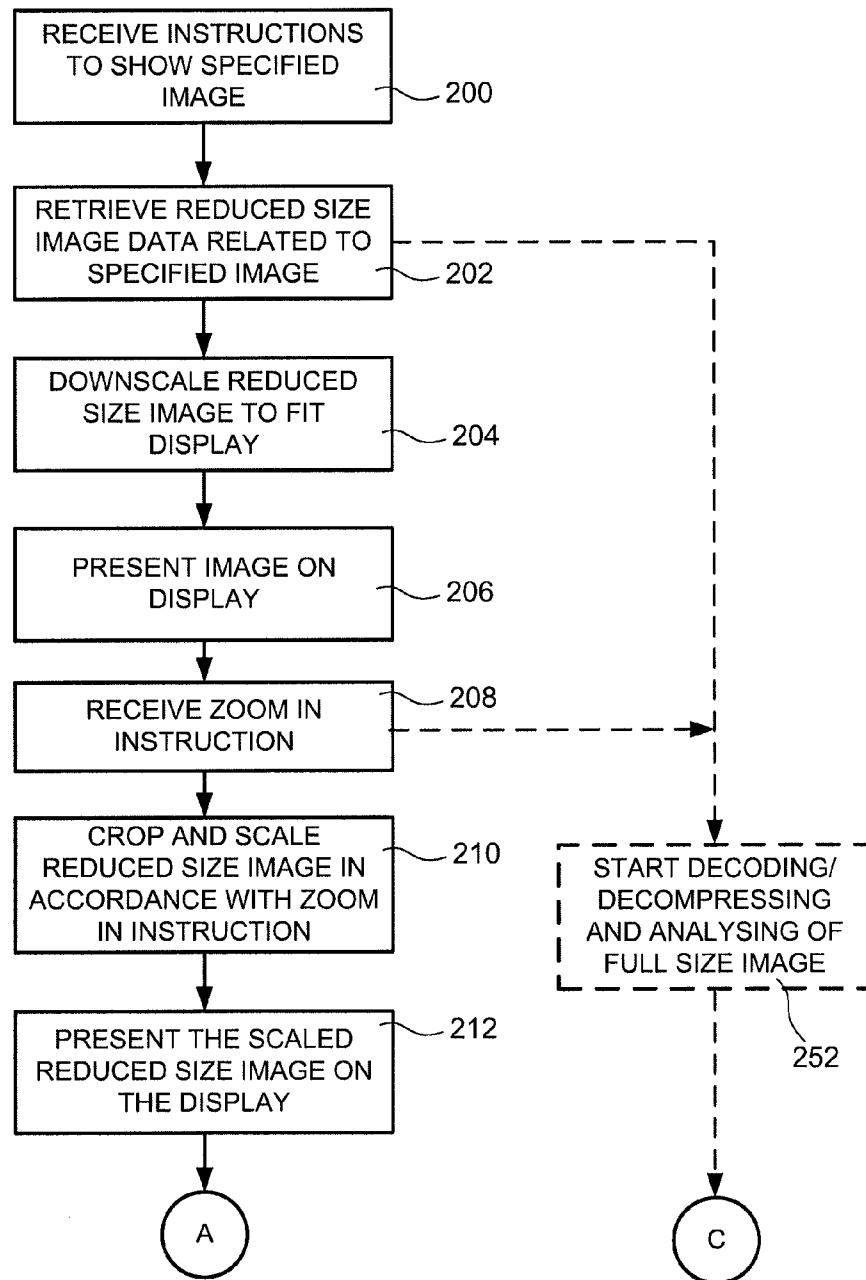 RECEIVE INSTRUCTIONS
TO SHOW SPECIFIED
IMAGE
200
RETRIEVE REDUCED SIZE
IMAGE DATA RELATED TO
SPECIFIED IMAGE
202
DOWNSCALE REDUCED
SIZE IMAGE TO FIT
DISPLAY
204
PRESENT IMAGE ON
DISPLAY
206
RECEIVE ZOOM IN
INSTRUCTION
208
CROP AND SCALE
REDUCED SIZE IMAGE IN
ACCORDANCE WITH ZOOM
IN INSTRUCTION
210
START DECODING/
DECOMPRESSING
AND ANALYSING OF
FULL SIZE IMAGE
252
PRESENT THE SCALED
REDUCED SIZE IMAGE ON
THE DISPLAY
212
A
C